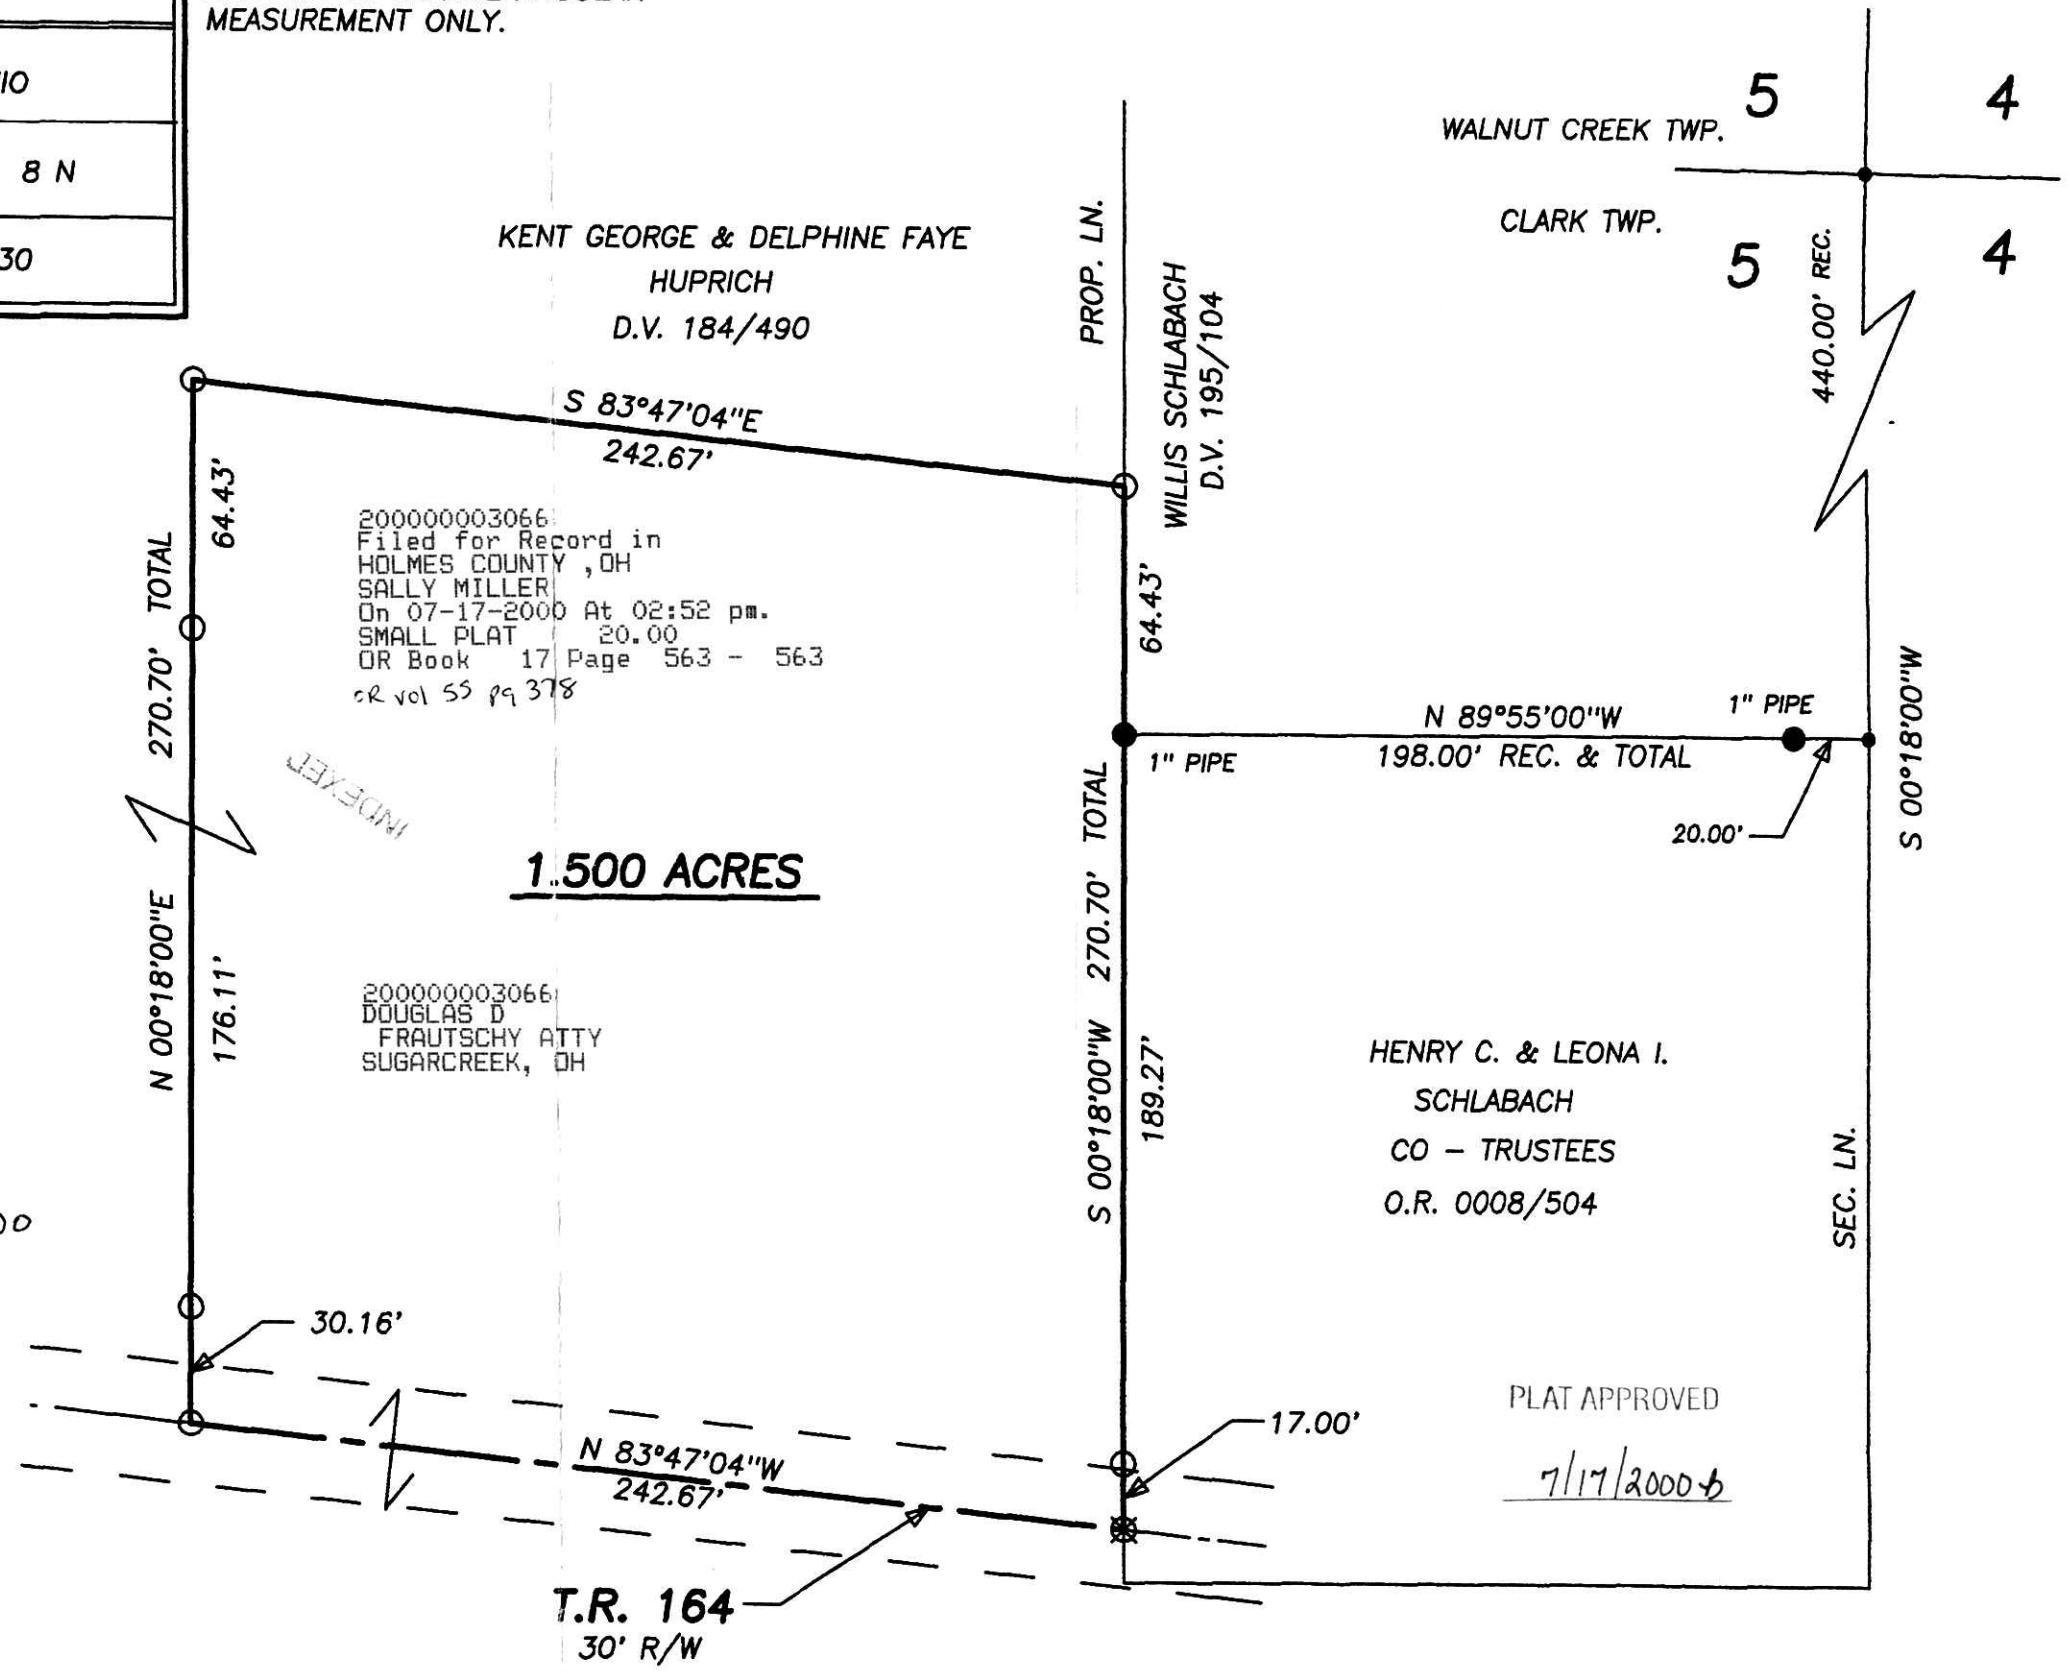 MEASUREMENT ONLY.
10
8 N
30
WALNUT CREEK TWP.
5
4
CLARK TWP.
5
4
440.00' REC.
KENT GEORGE & DELPHINE FAYE
HUPRICH
D.V. 184/490
PROP. LN.
WILLIS SCHLABACH
D.V. 195/104
S 83°47'04"E
242.67'
64.43'
270.70' TOTAL
N 00°18'00"E
176.11'
200000003066
Filed for Record in
HOLMES COUNTY ,OH
SALLY MILLER
On 07-17-2000 At 02:52 pm.
SMALL PLAT 20.00
OR Book 17 Page 563 - 563
OR vol 55 pg 378
INDEXED
1.500 ACRES
200000003066
DOUGLAS D
FRAUTSCHY ATTY
SUGARCREEK, OH
64.43'
1" PIPE
N 89°55'00"W
198.00' REC. & TOTAL
1" PIPE
20.00'
S 00°18'00"W
S 00°18'00"W 270.70' TOTAL
189.27'
HENRY C. & LEONA I.
SCHLABACH
CO - TRUSTEES
O.R. 0008/504
SEC. LN.
30.16'
17.00'
PLAT APPROVED
7/17/2000
N 83°47'04"W
242.67'
T.R. 164
30' R/W